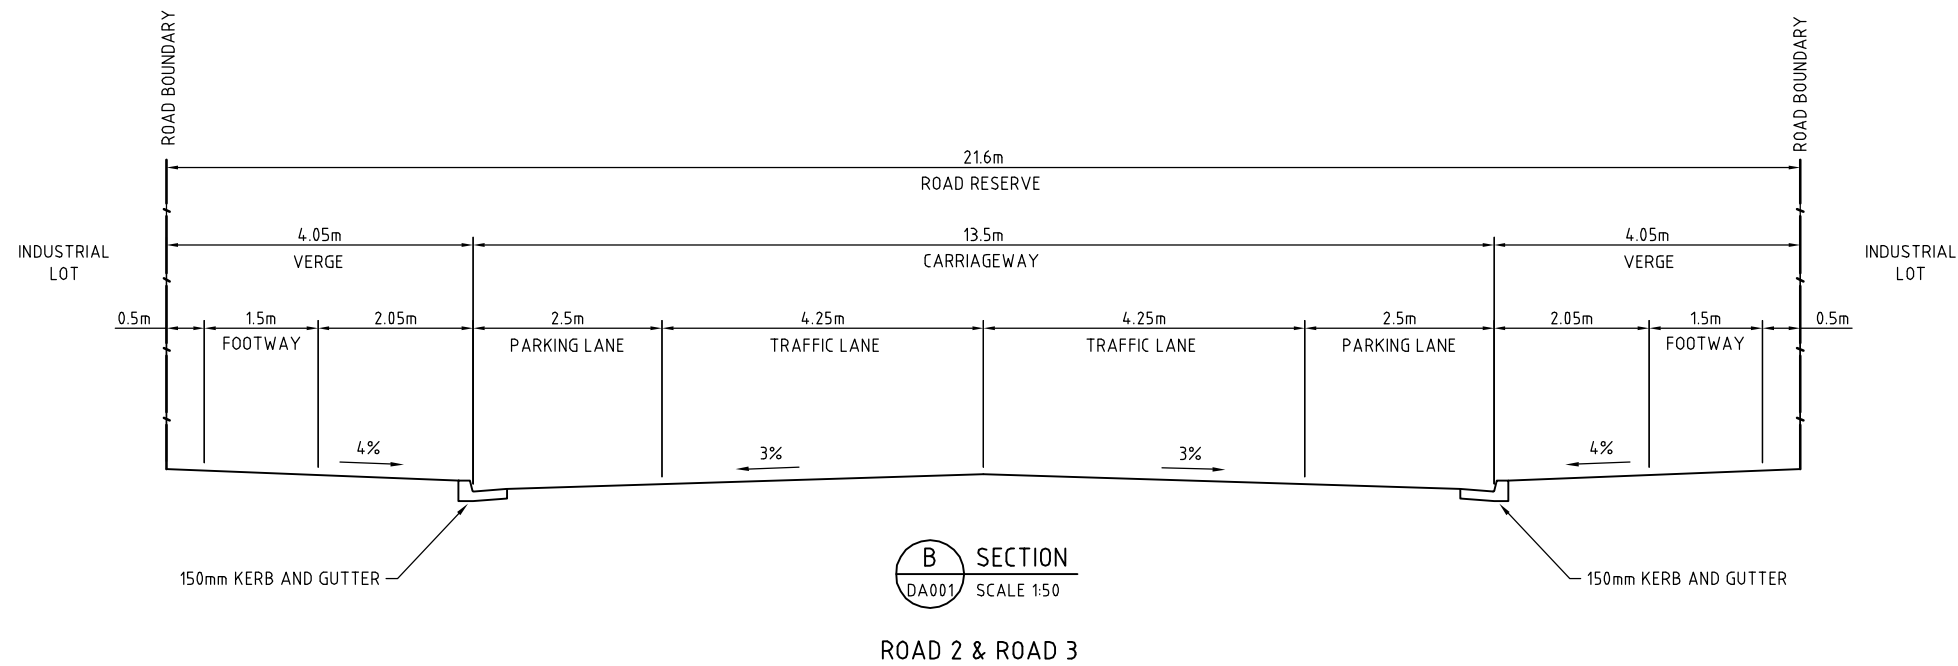 ROAD BOUNDARY
ROAD BOUNDARY
21.6m
ROAD RESERVE
4.05m
VERGE
13.5m
CARRIAGEWAY
4.05m
VERGE
INDUSTRIAL
LOT
INDUSTRIAL
LOT
0.5m
1.5m
FOOTWAY
2.05m
2.5m
PARKING LANE
4.25m
TRAFFIC LANE
4.25m
TRAFFIC LANE
2.5m
PARKING LANE
2.05m
1.5m
FOOTWAY
0.5m
4%
3%
3%
4%
150mm KERB AND GUTTER
B
DA001
SECTION
SCALE 1:50
150mm KERB AND GUTTER
ROAD 2 & ROAD 3